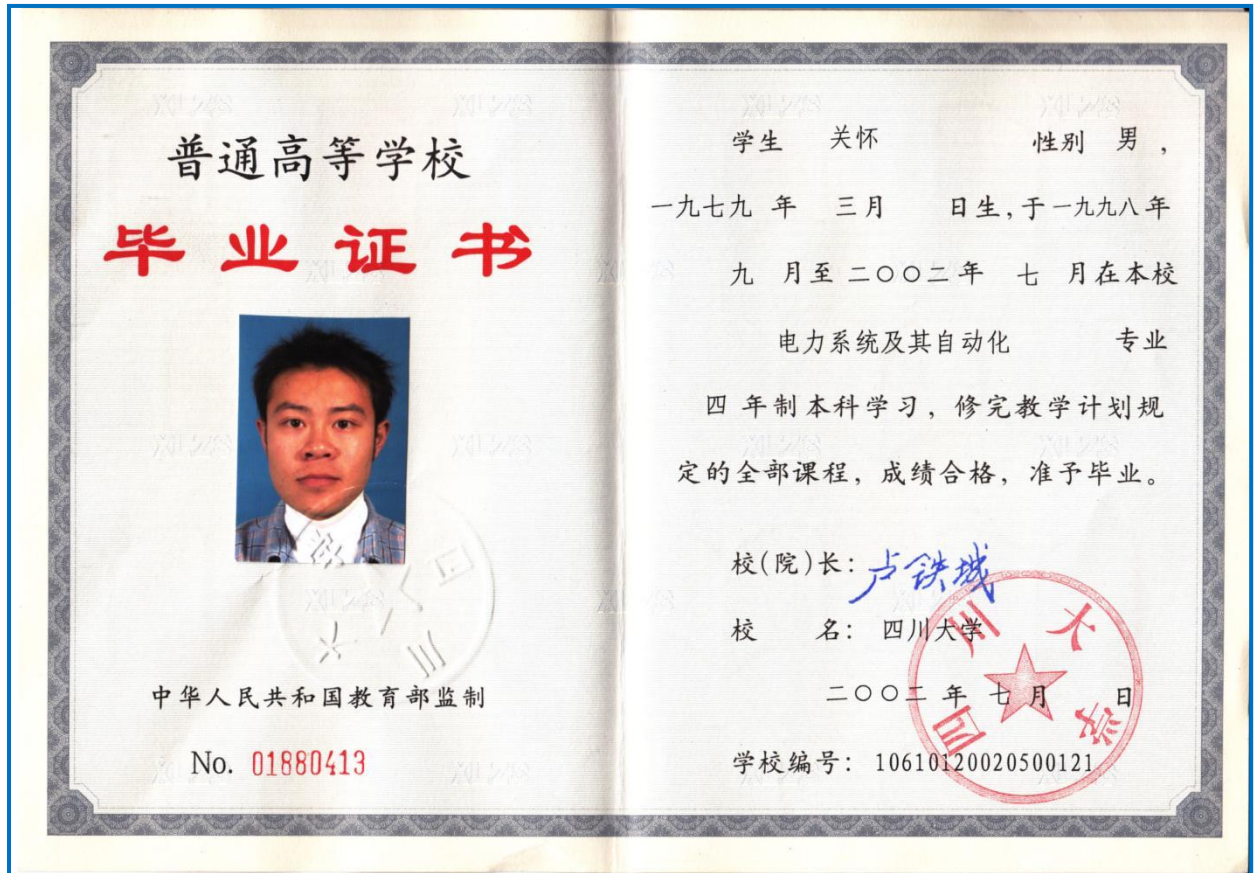 普通高等学校
毕业证书
中华人民共和国教育部监制
No. 01880413
学生 关怀 性别 男，
一九七九 年 三月 日生，于一九九八年
九 月至二〇〇二年 七 月在本校
电力系统及其自动化 专业
四 年制本科学习，修完教学计划规
定的全部课程，成绩合格，准予毕业。
校(院)长：卢铁城
校 名：四川大学
二〇〇二 年 七 月 日
学校编号：10610120020500121
四川大学